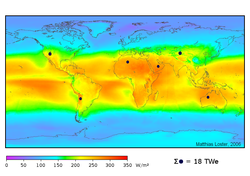 Matthias Loster, 2006
0 50 100 150 200 250 300 350 W/m²
Σ● = 18 TWe